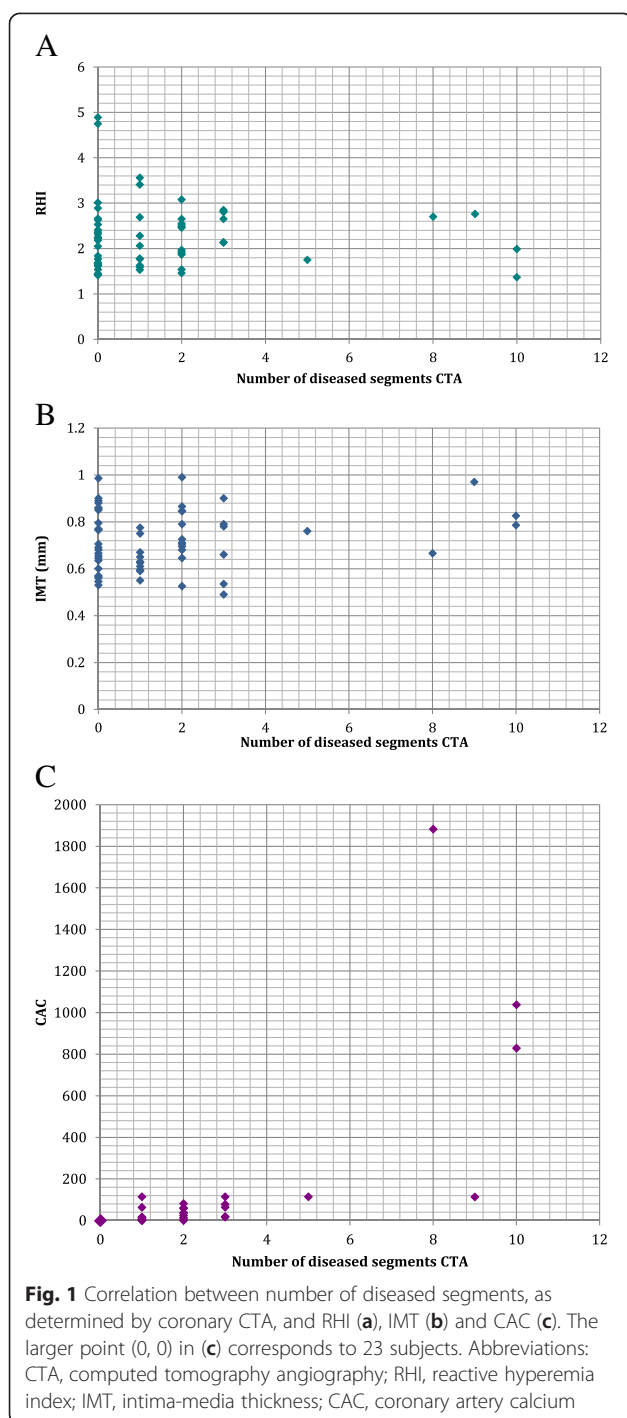 A
6
5
4
3
2
1
0
RHI
0 2 4 6 8 10 12
Number of diseased segments CTA
B
1.2
1
0.8
0.6
0.4
0.2
0
IMT (mm)
0 2 4 6 8 10 12
Number of diseased segments CTA
C
2000
1800
1600
1400
1200
1000
800
600
400
200
0
CAC
0 2 4 6 8 10 12
Number of diseased segments CTA
Fig. 1 Correlation between number of diseased segments, as
determined by coronary CTA, and RHI (a), IMT (b) and CAC (c). The
larger point (0, 0) in (c) corresponds to 23 subjects. Abbreviations:
CTA, computed tomography angiography; RHI, reactive hyperemia
index; IMT, intima-media thickness; CAC, coronary artery calcium